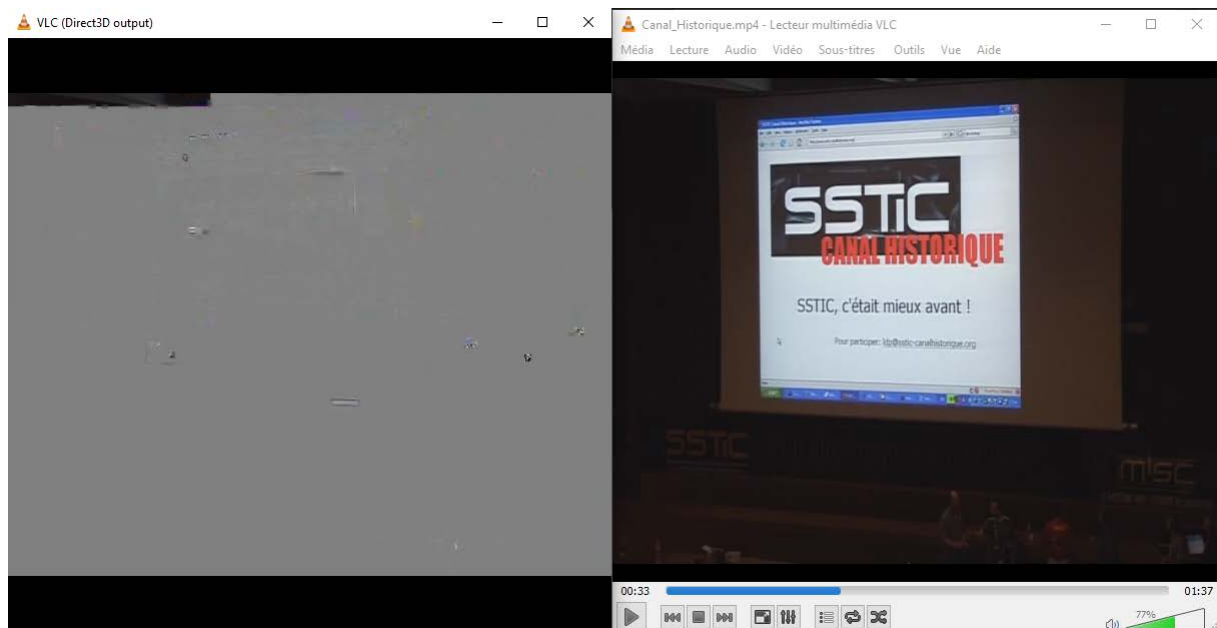 VLC (Direct3D output)
Canal_Historique.mp4 - Lecteur multimédia VLC
Média Lecture Audio Vidéo Sous-titres Outils Vue Aide
SSTiC
CANAL HISTORIQUE
SSTIC, c'était mieux avant !
Pour participer: ldp@sstic-canalhistorique.org
SSTiC
MISC
00:33
01:37
77%